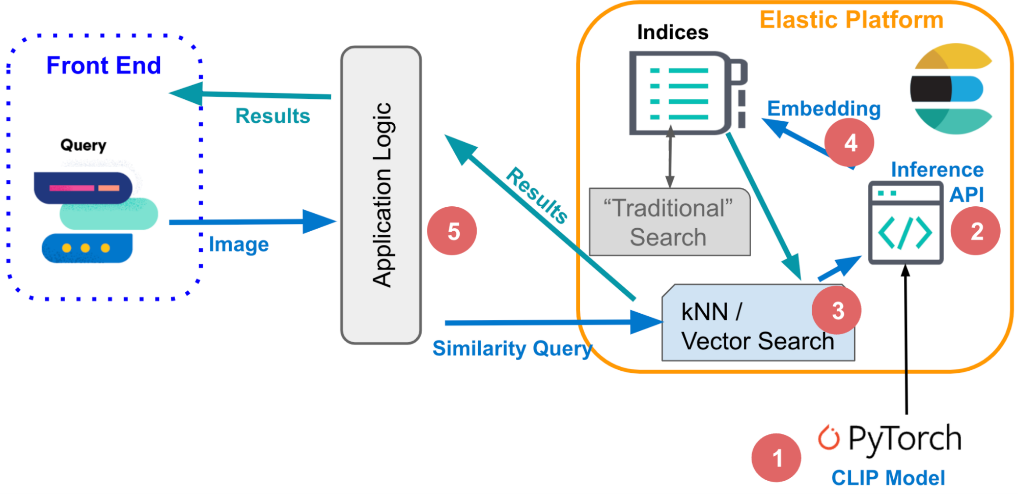 Elastic Platform
Indices
Front End
Results
Query
Image
Application Logic
5
Results
Similarity Query
Embedding
4
"Traditional"
Search
Inference
API
2
3
kNN /
Vector Search
1
PyTorch
CLIP Model